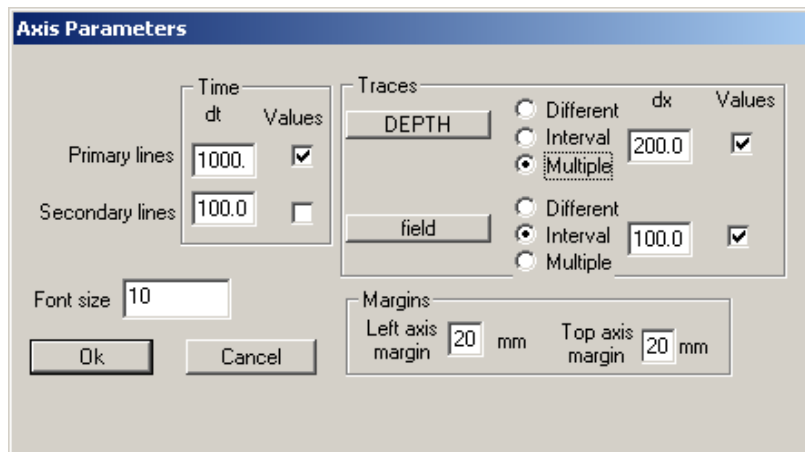 Axis Parameters
Time
dt Values
Primary lines 1000.
Secondary lines 100.0
Traces
dx Values
DEPTH
Different
Interval
Multiple
200.0
field
Different
Interval
Multiple
100.0
Font size 10
Ok Cancel
Margins
Left axis margin 20 mm
Top axis margin 20 mm